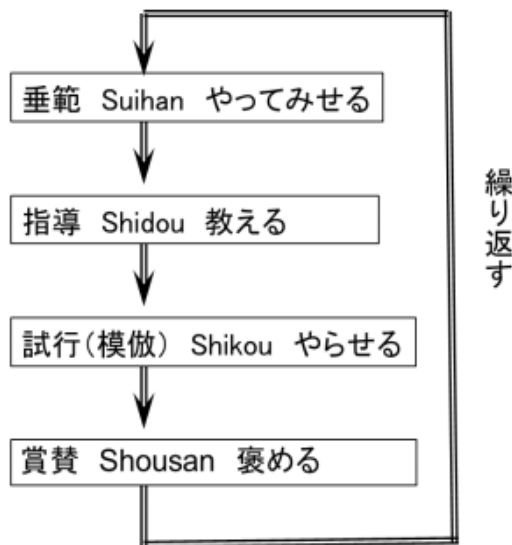 垂範 Suihan やってみせる
指導 Shidou 教える
試行(模倣) Shikou やらせる
賞賛 Shousan 褒める
繰り返す